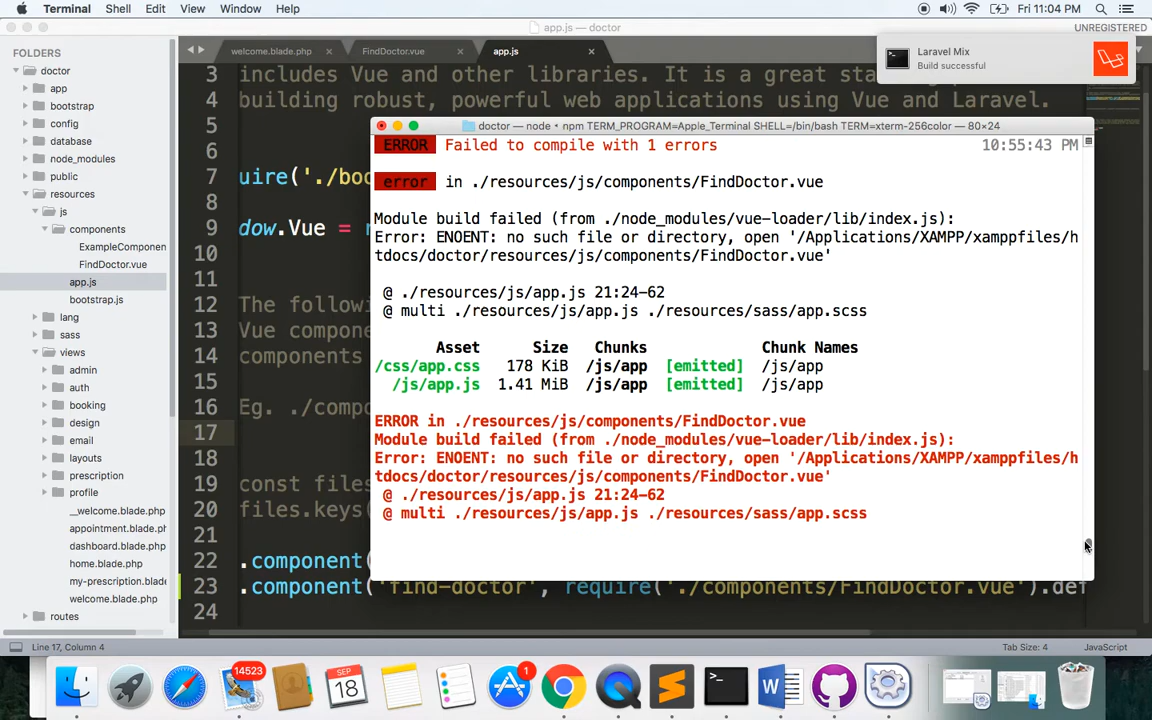 Terminal Shell Edit View Window Help Fri 11:04 PM
app.js — doctor
UNREGISTERED
FOLDERS
doctor
app
bootstrap
config
database
node_modules
public
resources
js
components
ExampleComponen
FindDoctor.vue
app.js
bootstrap.js
lang
sass
views
admin
auth
booking
design
email
layouts
prescription
profile
__welcome.blade.php
appointment.blade.ph
dashboard.blade.php
home.blade.php
my-prescription.blade
welcome.blade.php
routes
welcome.blade.php × FindDoctor.vue × app.js ×
Laravel Mix
Build successful
3 includes Vue and other libraries. It is a great sta
4 building robust, powerful web applications using Vue and Laravel.
5
6
7 uire('./boo
8
9 dow.Vue = r
10
11
12 The followi
13 Vue compone
14 components
15
16 Eg. ./compo
17
18
19 const files
20 files.keys(
21
22 .component(
23 .component('find-doctor', require('./components/FindDoctor.vue').def
24
doctor — node • npm TERM_PROGRAM=Apple_Terminal SHELL=/bin/bash TERM=xterm-256color — 80×24
ERROR Failed to compile with 1 errors 10:55:43 PM
error in ./resources/js/components/FindDoctor.vue
Module build failed (from ./node_modules/vue-loader/lib/index.js):
Error: ENOENT: no such file or directory, open '/Applications/XAMPP/xamppfiles/h
tdocs/doctor/resources/js/components/FindDoctor.vue'
@ ./resources/js/app.js 21:24-62
@ multi ./resources/js/app.js ./resources/sass/app.scss
Asset Size Chunks Chunk Names
/css/app.css 178 KiB /js/app [emitted] /js/app
/js/app.js 1.41 MiB /js/app [emitted] /js/app
ERROR in ./resources/js/components/FindDoctor.vue
Module build failed (from ./node_modules/vue-loader/lib/index.js):
Error: ENOENT: no such file or directory, open '/Applications/XAMPP/xamppfiles/h
tdocs/doctor/resources/js/components/FindDoctor.vue'
@ ./resources/js/app.js 21:24-62
@ multi ./resources/js/app.js ./resources/sass/app.scss
Line 17, Column 4 Tab Size: 4 JavaScript
14523
SEP
18
1